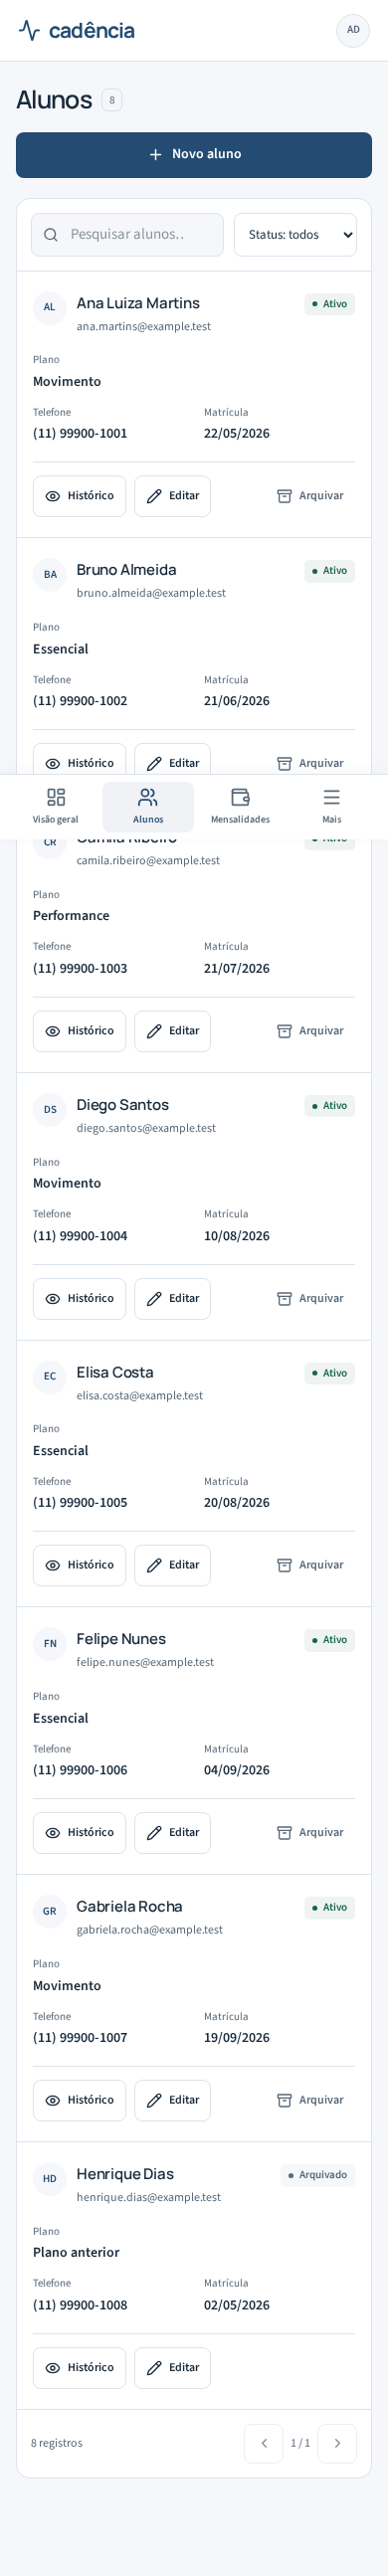 cadência
AD
Alunos 8
Novo aluno
Pesquisar alunos..
Status: todos
AL Ana Luiza Martins Ativo
ana.martins@example.test
Plano
Movimento
Telefone Matrícula
(11) 99900-1001 22/05/2026
Histórico Editar Arquivar
BA Bruno Almeida Ativo
bruno.almeida@example.test
Plano
Essencial
Telefone Matrícula
(11) 99900-1002 21/06/2026
Histórico Editar Arquivar
Visão geral Alunos Mensalidades Mais
CR Camila Ribeiro Ativo
camila.ribeiro@example.test
Plano
Performance
Telefone Matrícula
(11) 99900-1003 21/07/2026
Histórico Editar Arquivar
DS Diego Santos Ativo
diego.santos@example.test
Plano
Movimento
Telefone Matrícula
(11) 99900-1004 10/08/2026
Histórico Editar Arquivar
EC Elisa Costa Ativo
elisa.costa@example.test
Plano
Essencial
Telefone Matrícula
(11) 99900-1005 20/08/2026
Histórico Editar Arquivar
FN Felipe Nunes Ativo
felipe.nunes@example.test
Plano
Essencial
Telefone Matrícula
(11) 99900-1006 04/09/2026
Histórico Editar Arquivar
GR Gabriela Rocha Ativo
gabriela.rocha@example.test
Plano
Movimento
Telefone Matrícula
(11) 99900-1007 19/09/2026
Histórico Editar Arquivar
HD Henrique Dias Arquivado
henrique.dias@example.test
Plano
Plano anterior
Telefone Matrícula
(11) 99900-1008 02/05/2026
Histórico Editar
8 registros 1 / 1